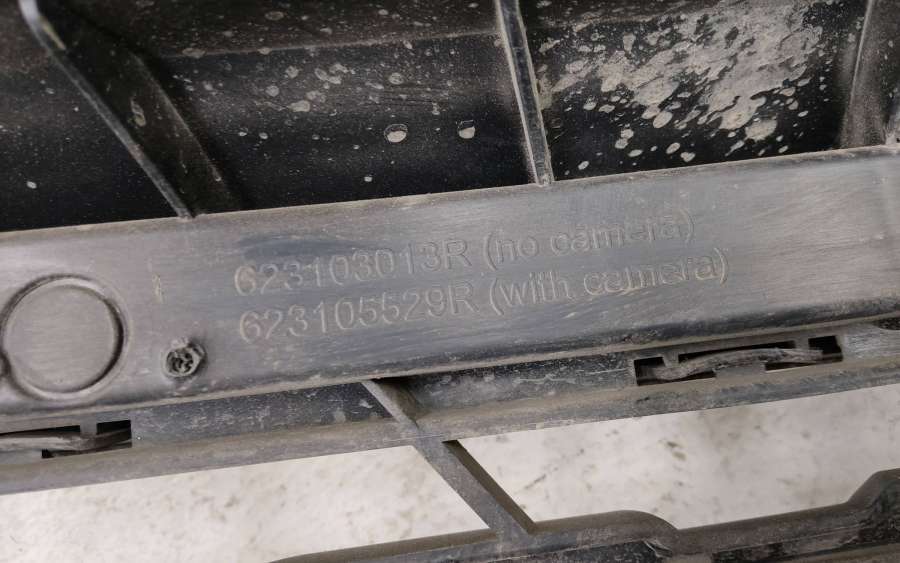 623103013R (no camera)
623105529R (with camera)